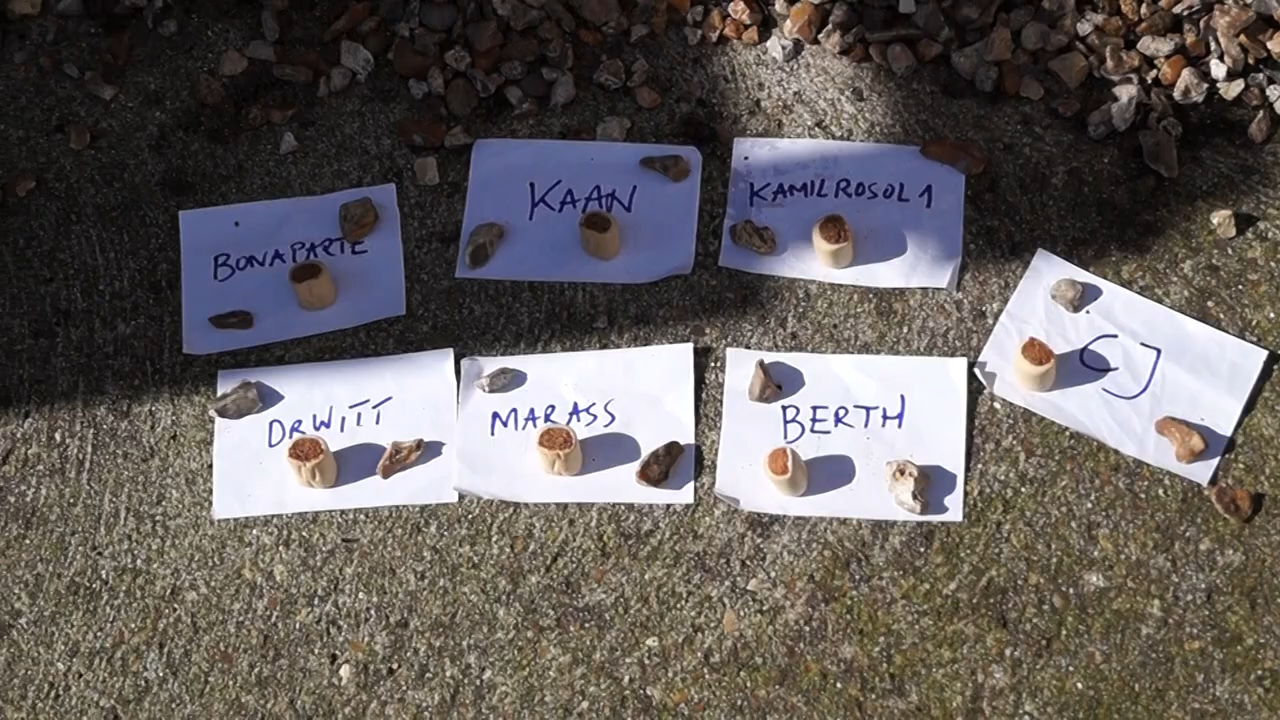 BONAPARTE
KAAN
KAMILROSOL1
DRWITT
MARASS
BERTH
CJ